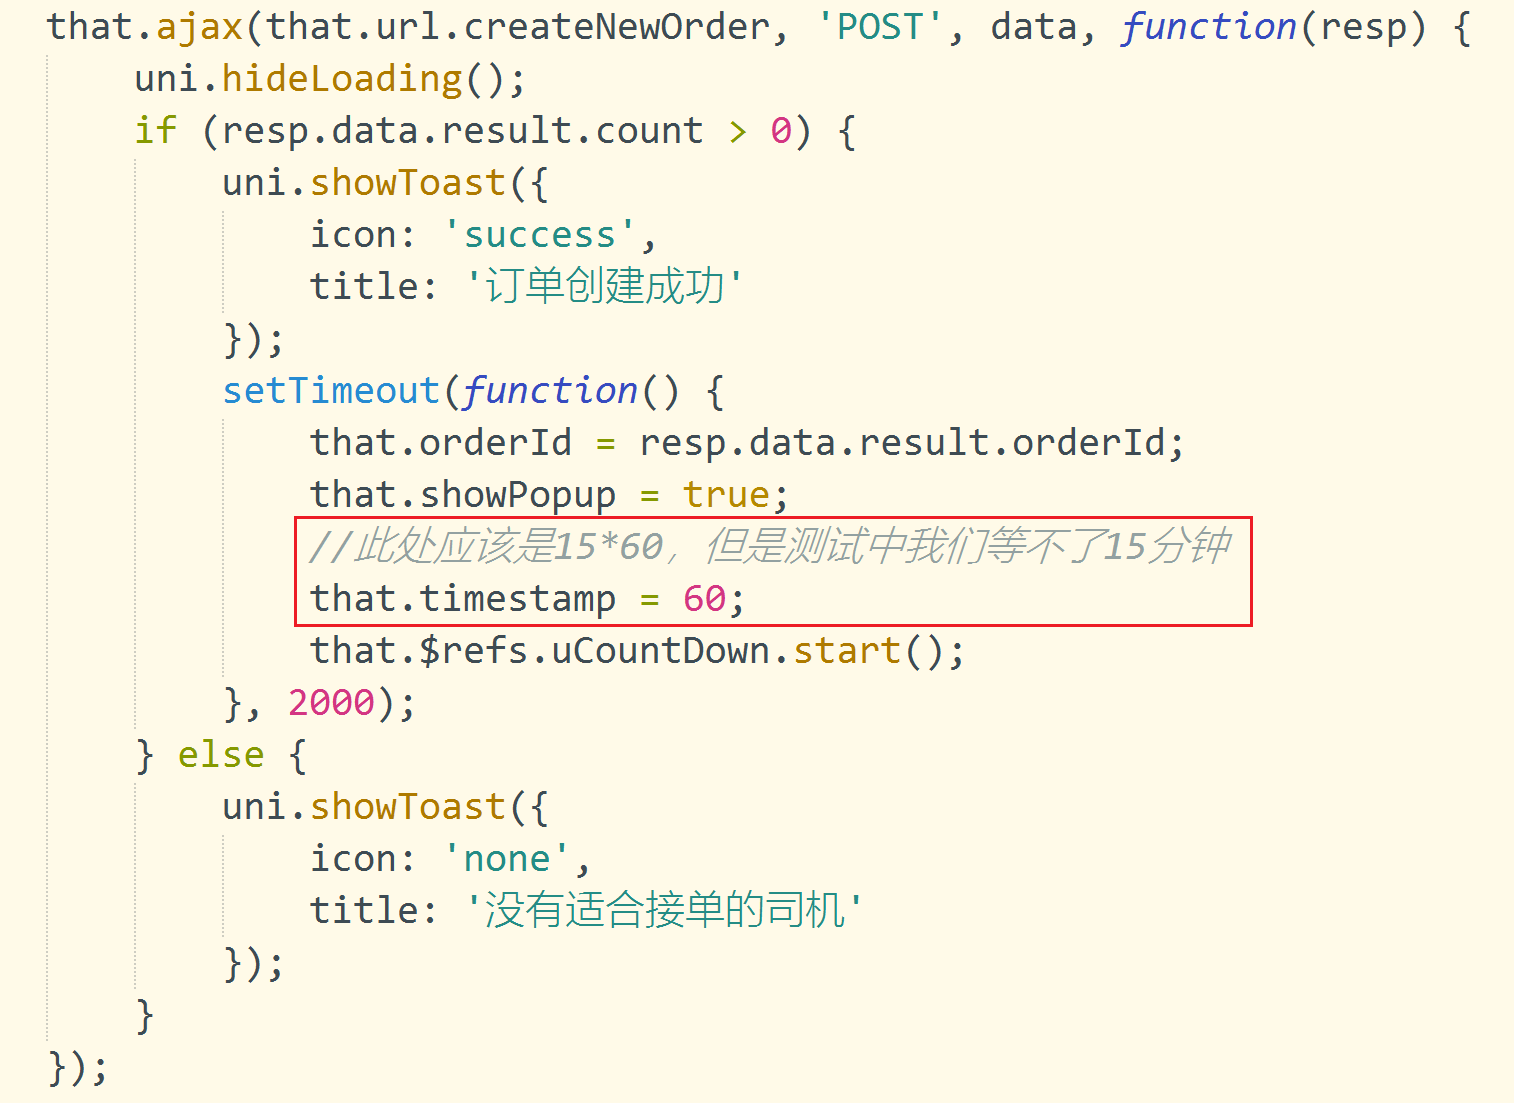 that.ajax(that.url.createNewOrder, 'POST', data, function(resp) {
uni.hideLoading();
if (resp.data.result.count > 0) {
uni.showToast({
icon: 'success',
title: '订单创建成功'
});
setTimeout(function() {
that.orderId = resp.data.result.orderId;
that.showPopup = true;
//此处应该是15*60，但是测试中我们等不了15分钟
that.timestamp = 60;
that.$refs.uCountDown.start();
}, 2000);
} else {
uni.showToast({
icon: 'none',
title: '没有适合接单的司机'
});
}
});